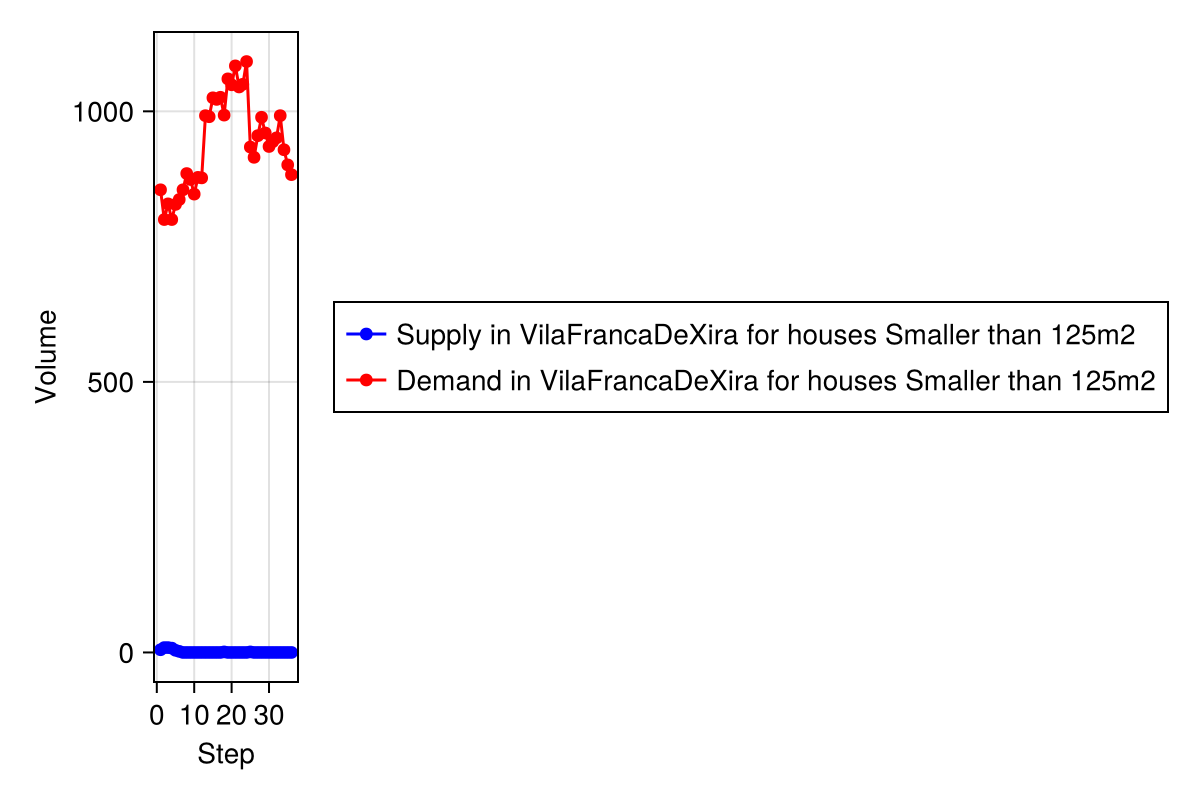 Volume
1000
500
0
0 10 20 30
Step
Supply in VilaFrancaDeXira for houses Smaller than 125m2
Demand in VilaFrancaDeXira for houses Smaller than 125m2